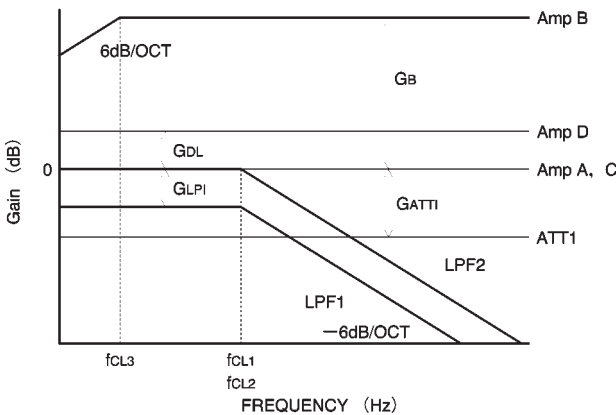 Amp B
6dB/OCT
GB
Amp D
GDL
0
Amp A, C
GLPI
GATTI
ATT1
Gain (dB)
LPF2
LPF1
－6dB/OCT
fCL3
fCL1
fCL2
FREQUENCY (Hz)